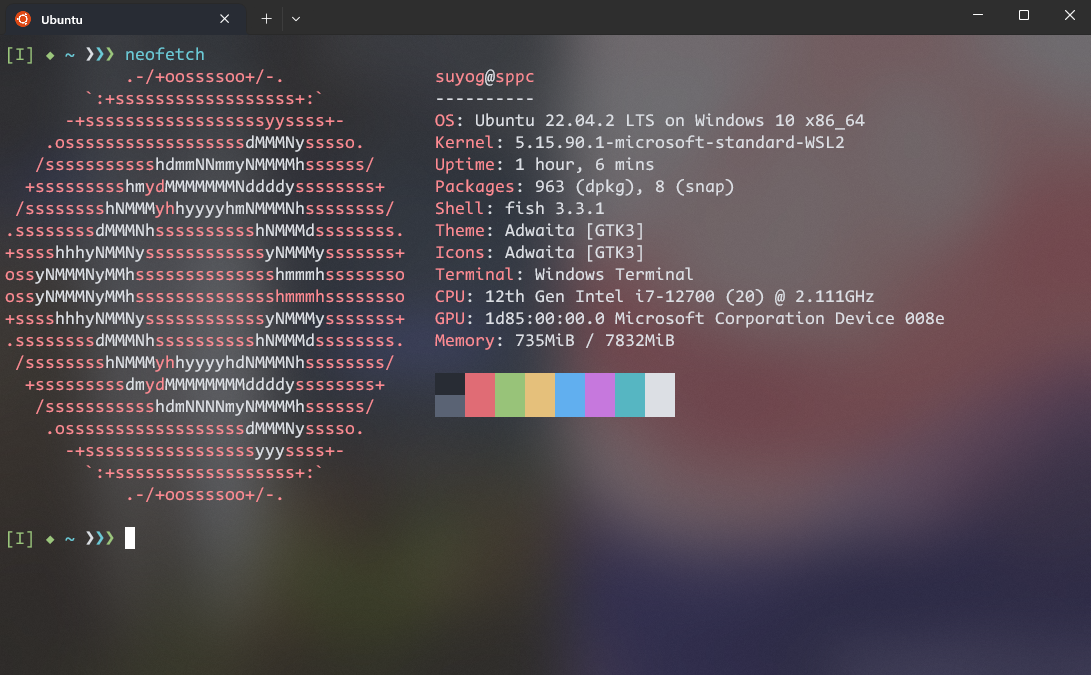 Ubuntu
[I] ◆ ~ ❯❯❯ neofetch
            .-/+oossssoo+/-.               suyog@sppc
        `:+ssssssssssssssssss+:`           ----------
      -+ssssssssssssssssssyyssss+-         OS: Ubuntu 22.04.2 LTS on Windows 10 x86_64
    .ossssssssssssssssssdMMMNysssso.       Kernel: 5.15.90.1-microsoft-standard-WSL2
   /ssssssssssshdmmNNmmyNMMMMhssssss/      Uptime: 1 hour, 6 mins
  +ssssssssshmydMMMMMMMNddddyssssssss+     Packages: 963 (dpkg), 8 (snap)
 /sssssssshNMMMyhhyyyyhmNMMMNhssssssss/    Shell: fish 3.3.1
.ssssssssdMMMNhsssssssssshNMMMdssssssss.   Theme: Adwaita [GTK3]
+sssshhhyNMMNyssssssssssssyNMMMysssssss+   Icons: Adwaita [GTK3]
ossyNMMMNyMMhsssssssssssssshmmmhssssssso   Terminal: Windows Terminal
ossyNMMMNyMMhsssssssssssssshmmmhssssssso   CPU: 12th Gen Intel i7-12700 (20) @ 2.111GHz
+sssshhhyNMMNyssssssssssssyNMMMysssssss+   GPU: 1d85:00:00.0 Microsoft Corporation Device 008e
.ssssssssdMMMNhsssssssssshNMMMdssssssss.   Memory: 735MiB / 7832MiB
 /sssssssshNMMMyhhyyyyhdNMMMNhssssssss/
  +sssssssssdmydMMMMMMMMddddyssssssss+
   /ssssssssssshdmNNNNmyNMMMMhssssss/
    .ossssssssssssssssssdMMMNysssso.
      -+sssssssssssssssssyyyssss+-
        `:+ssssssssssssssssss+:`
            .-/+oossssoo+/-.
[I] ◆ ~ ❯❯❯